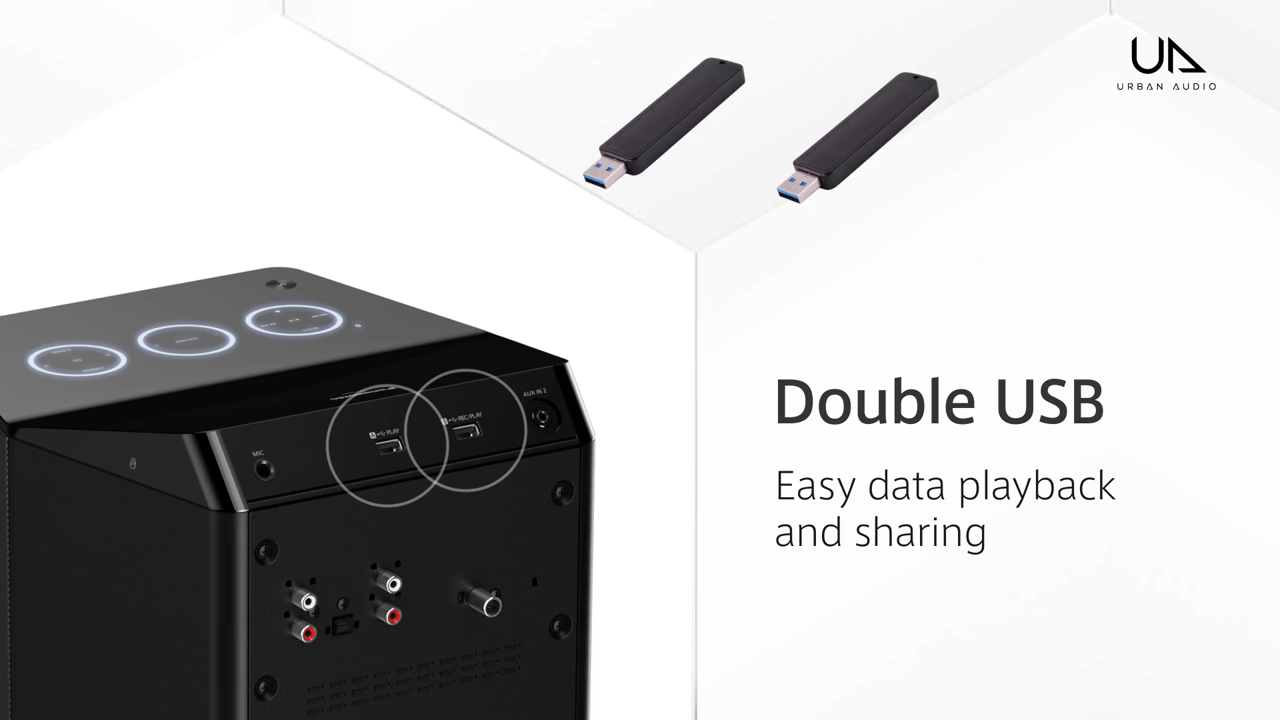 UA
URBAN AUDIO
MIC
A PLAY
B REC/PLAY
AUX IN 2
Double USB
Easy data playback
and sharing